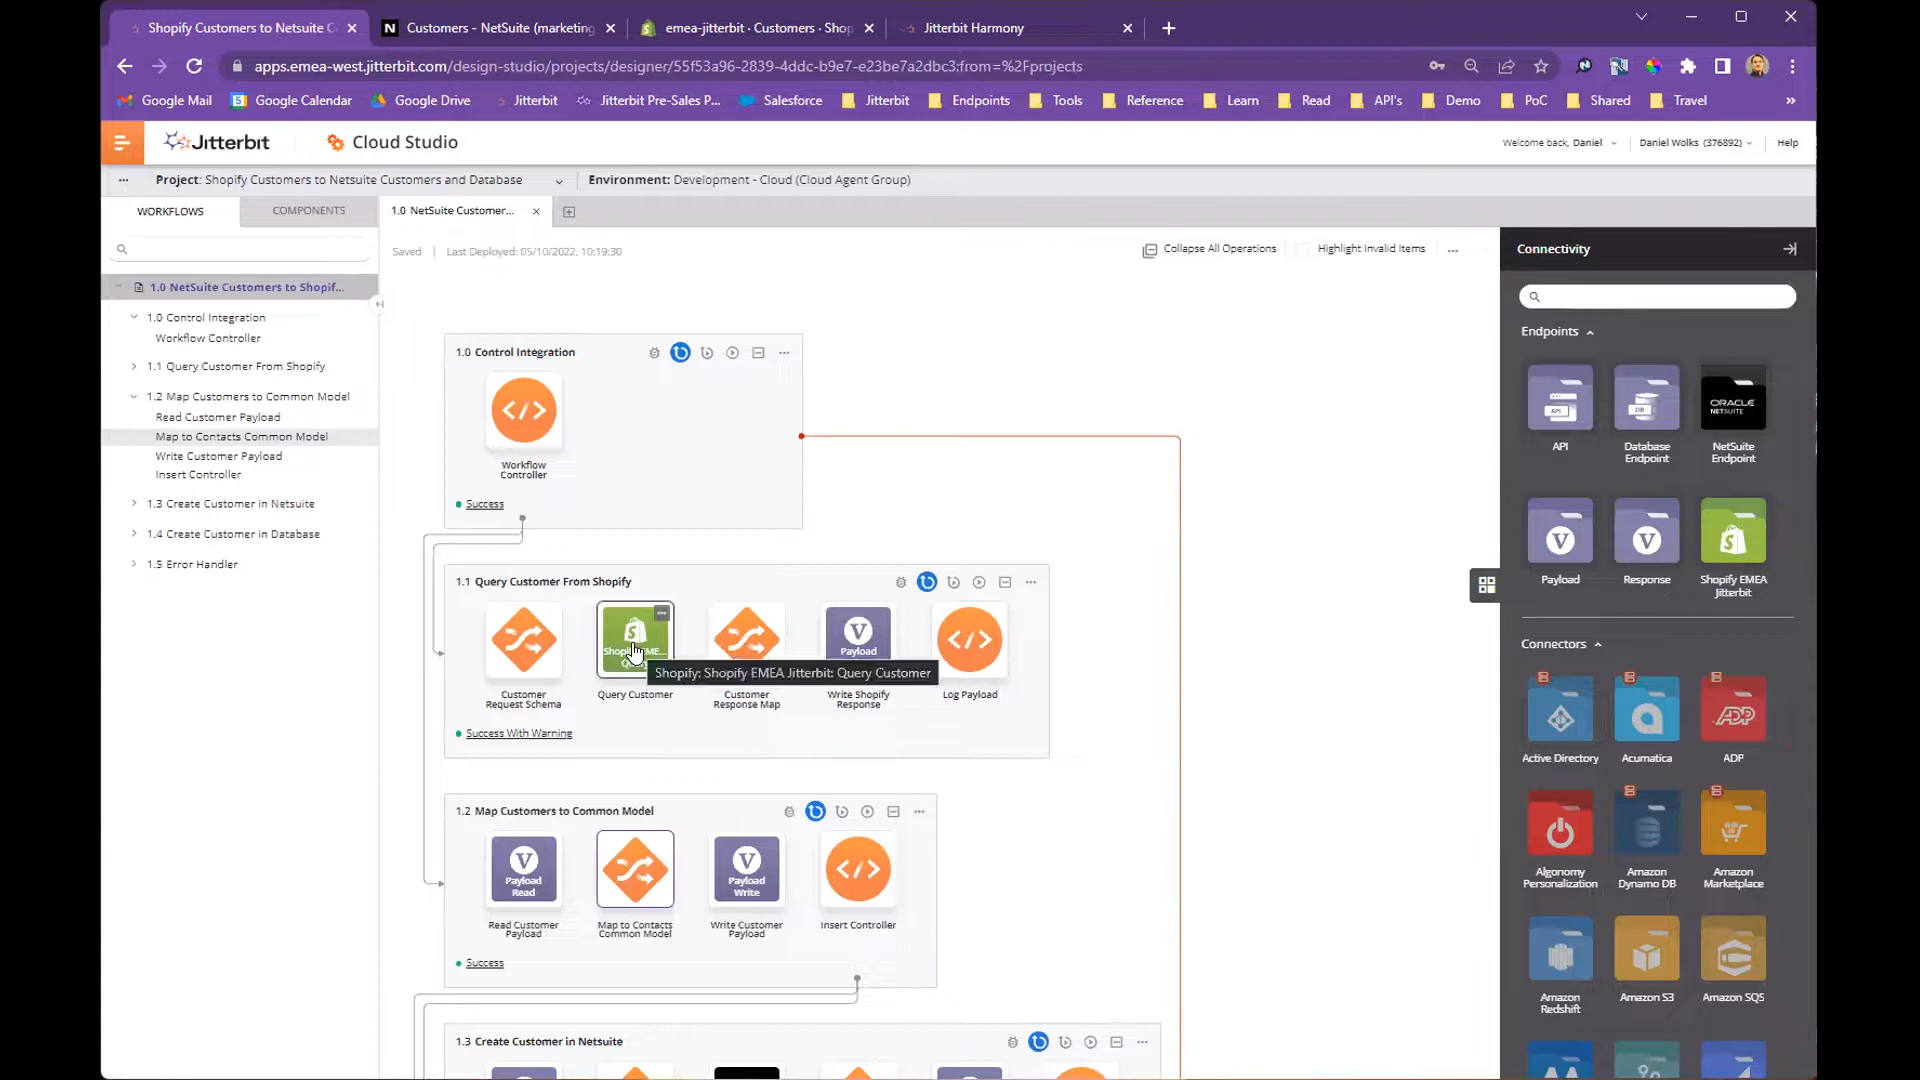 Shopify Customers to Netsuite C
Customers - NetSuite (marketing
emea-jitterbit · Customers · Shop
Jitterbit Harmony
apps.emea-west.jitterbit.com/design-studio/projects/designer/55f53a96-2839-4ddc-b9e7-e23be7a2dbc3;from=%2Fprojects
Google Mail
Google Calendar
Google Drive
Jitterbit
Jitterbit Pre-Sales P...
Salesforce
Jitterbit
Endpoints
Tools
Reference
Learn
Read
API's
Demo
PoC
Shared
Travel
Jitterbit
Cloud Studio
Welcome back, Daniel
Daniel Wolks (376892)
Help
Project: Shopify Customers to Netsuite Customers and Database
Environment: Development - Cloud (Cloud Agent Group)
WORKFLOWS
COMPONENTS
1.0 NetSuite Customer...
Saved
Last Deployed: 05/10/2022, 10:19:30
Collapse All Operations
Highlight Invalid Items
1.0 NetSuite Customers to Shopif...
1.0 Control Integration
Workflow Controller
1.1 Query Customer From Shopify
1.2 Map Customers to Common Model
Read Customer Payload
Map to Contacts Common Model
Write Customer Payload
Insert Controller
1.3 Create Customer in Netsuite
1.4 Create Customer in Database
1.5 Error Handler
1.0 Control Integration
Workflow
Controller
Success
1.1 Query Customer From Shopify
Shopify EME...
Payload
Shopify: Shopify EMEA Jitterbit: Query Customer
Customer
Request Schema
Query Customer
Customer
Response Map
Write Shopify
Response
Log Payload
Success With Warning
1.2 Map Customers to Common Model
Payload
Read
Payload
Write
Read Customer
Payload
Map to Contacts
Common Model
Write Customer
Payload
Insert Controller
Success
1.3 Create Customer in Netsuite
Connectivity
Endpoints
API
DB
ORACLE
NETSUITE
API
Database
Endpoint
NetSuite
Endpoint
Payload
Response
Shopify EMEA
Jitterbit
Connectors
ADP
Active Directory
Acumatica
ADP
Algonomy
Personalization
Amazon
Dynamo DB
Amazon
Marketplace
Amazon
Redshift
Amazon S3
Amazon SQS